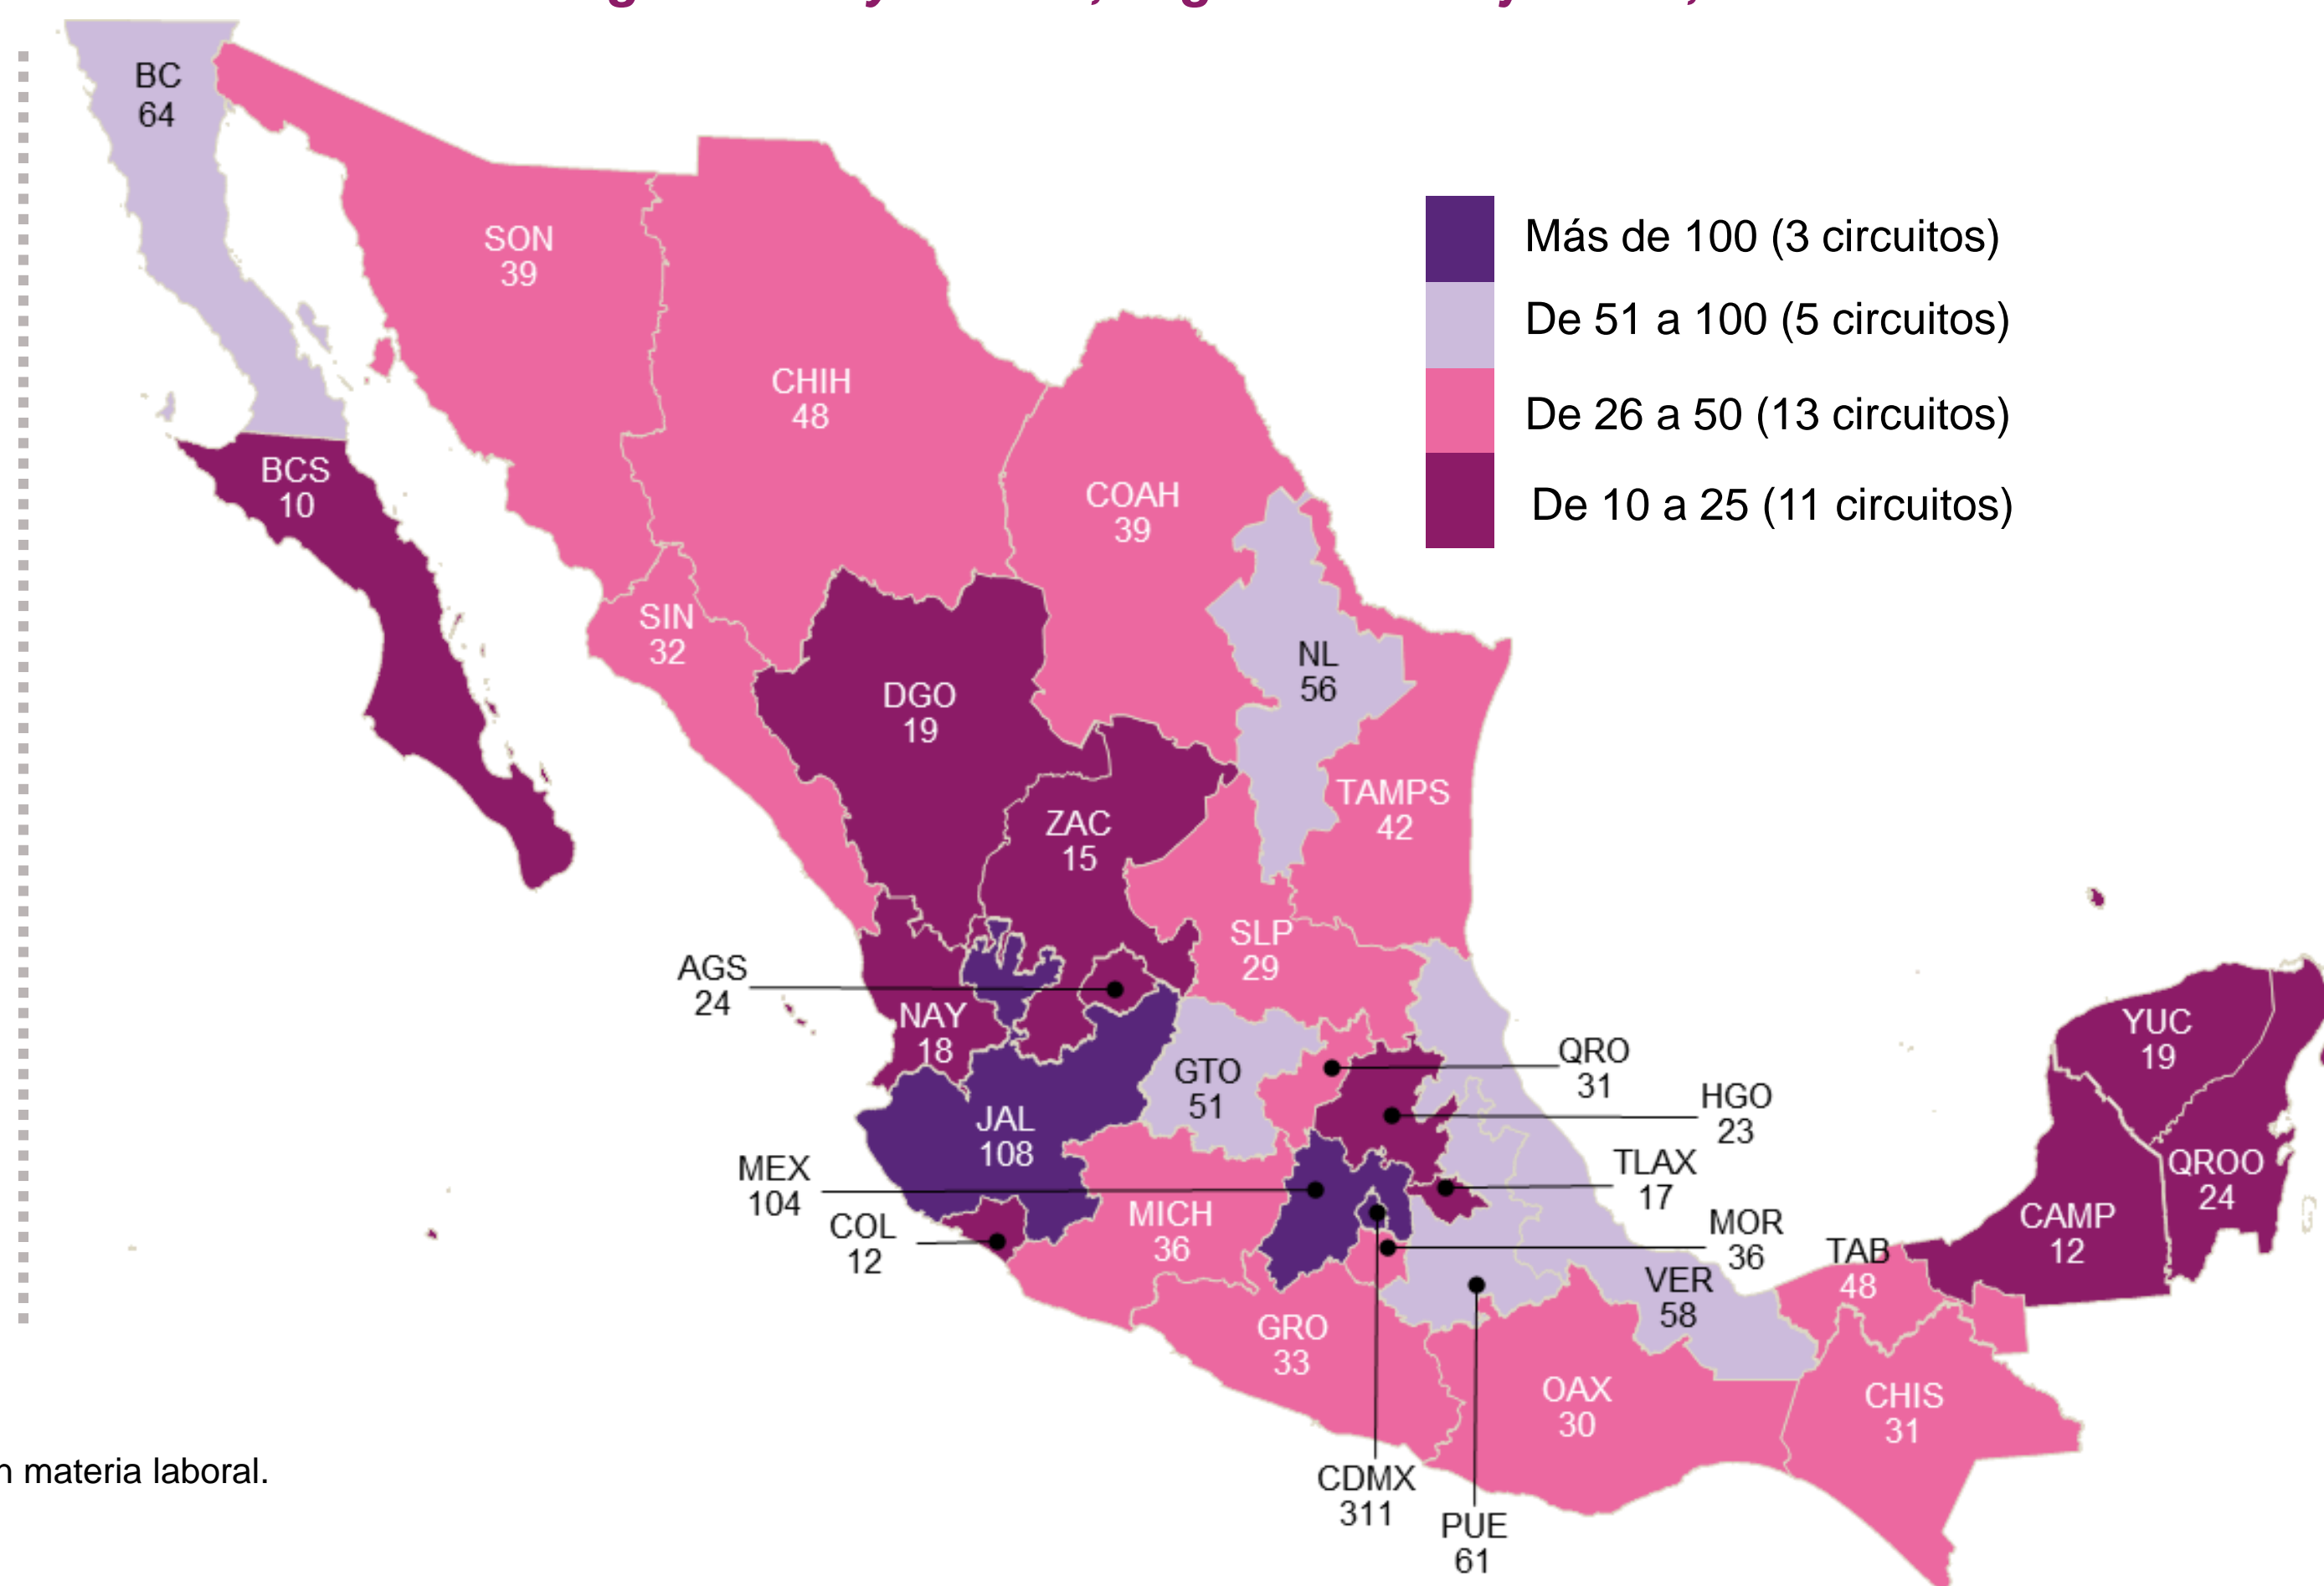 BC
64
SON
39
Más de 100 (3 circuitos)
De 51 a 100 (5 circuitos)
De 26 a 50 (13 circuitos)
De 10 a 25 (11 circuitos)
CHIH
48
BCS
10
COAH
39
SIN
32
NL
56
DGO
19
TAMPS
42
ZAC
15
SLP
29
AGS
24
NAY
18
YUC
19
GTO
51
QRO
31
HGO
23
JAL
108
MEX
104
TLAX
17
QROO
24
COL
12
MICH
36
MOR
36
CAMP
12
TAB
48
VER
58
GRO
33
OAX
30
CHIS
31
CDMX
311
PUE
61
materia laboral.